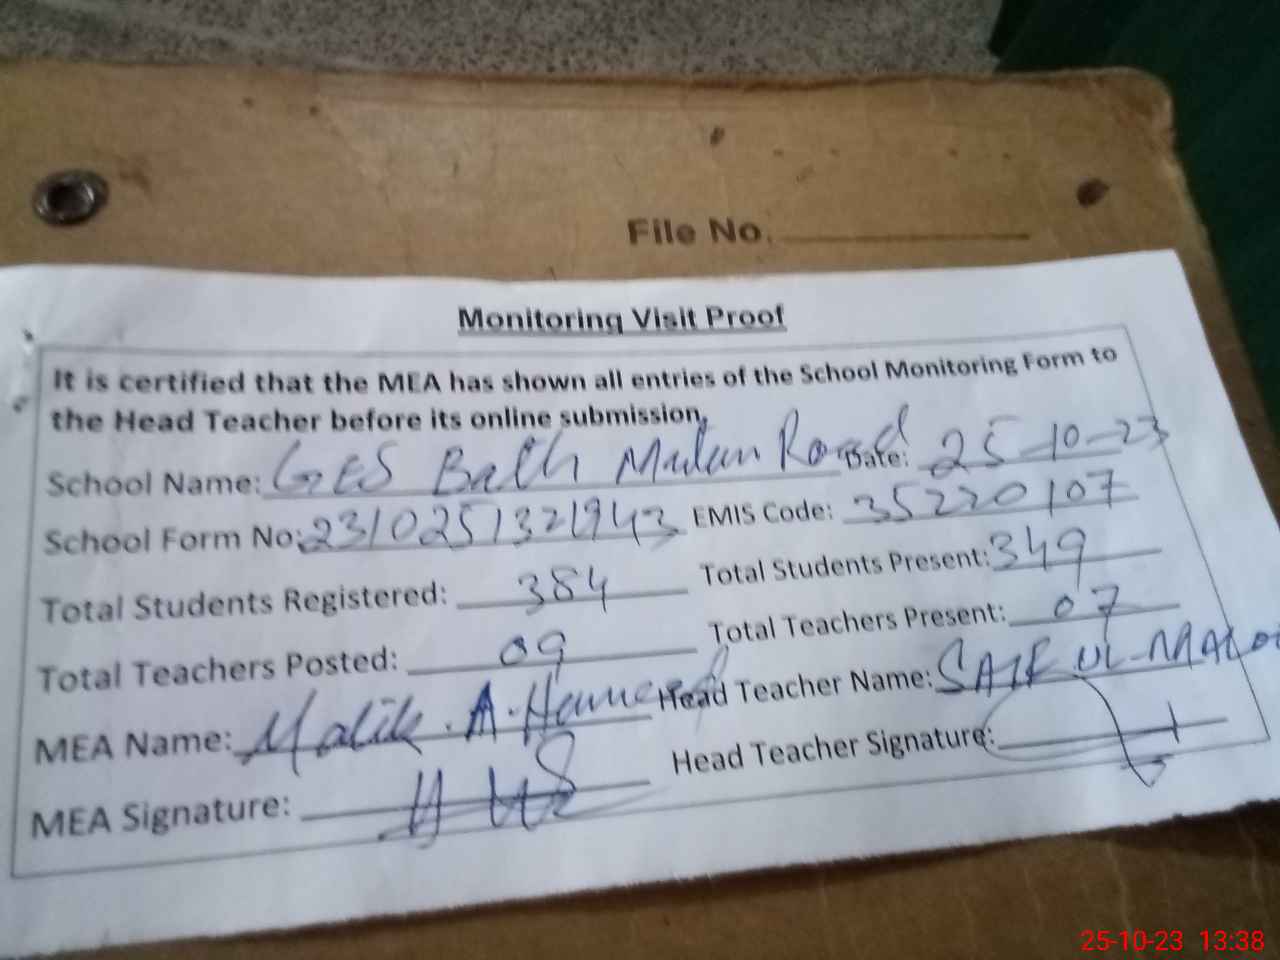 File No.
Monitoring Visit Proof
It is certified that the MEA has shown all entries of the School Monitoring Form to
the Head Teacher before its online submission.
School Name: GES Bath Madan Road Date: 25-10-23
School Form No: 2310251321943 EMIS Code: 35220107
Total Students Registered: 384 Total Students Present: 349
Total Teachers Posted: 09 Total Teachers Present: 07
MEA Name: Malik. A. Hameed Head Teacher Name: SAIF UL-
MEA Signature: Head Teacher Signature:
25-10-23 13:38